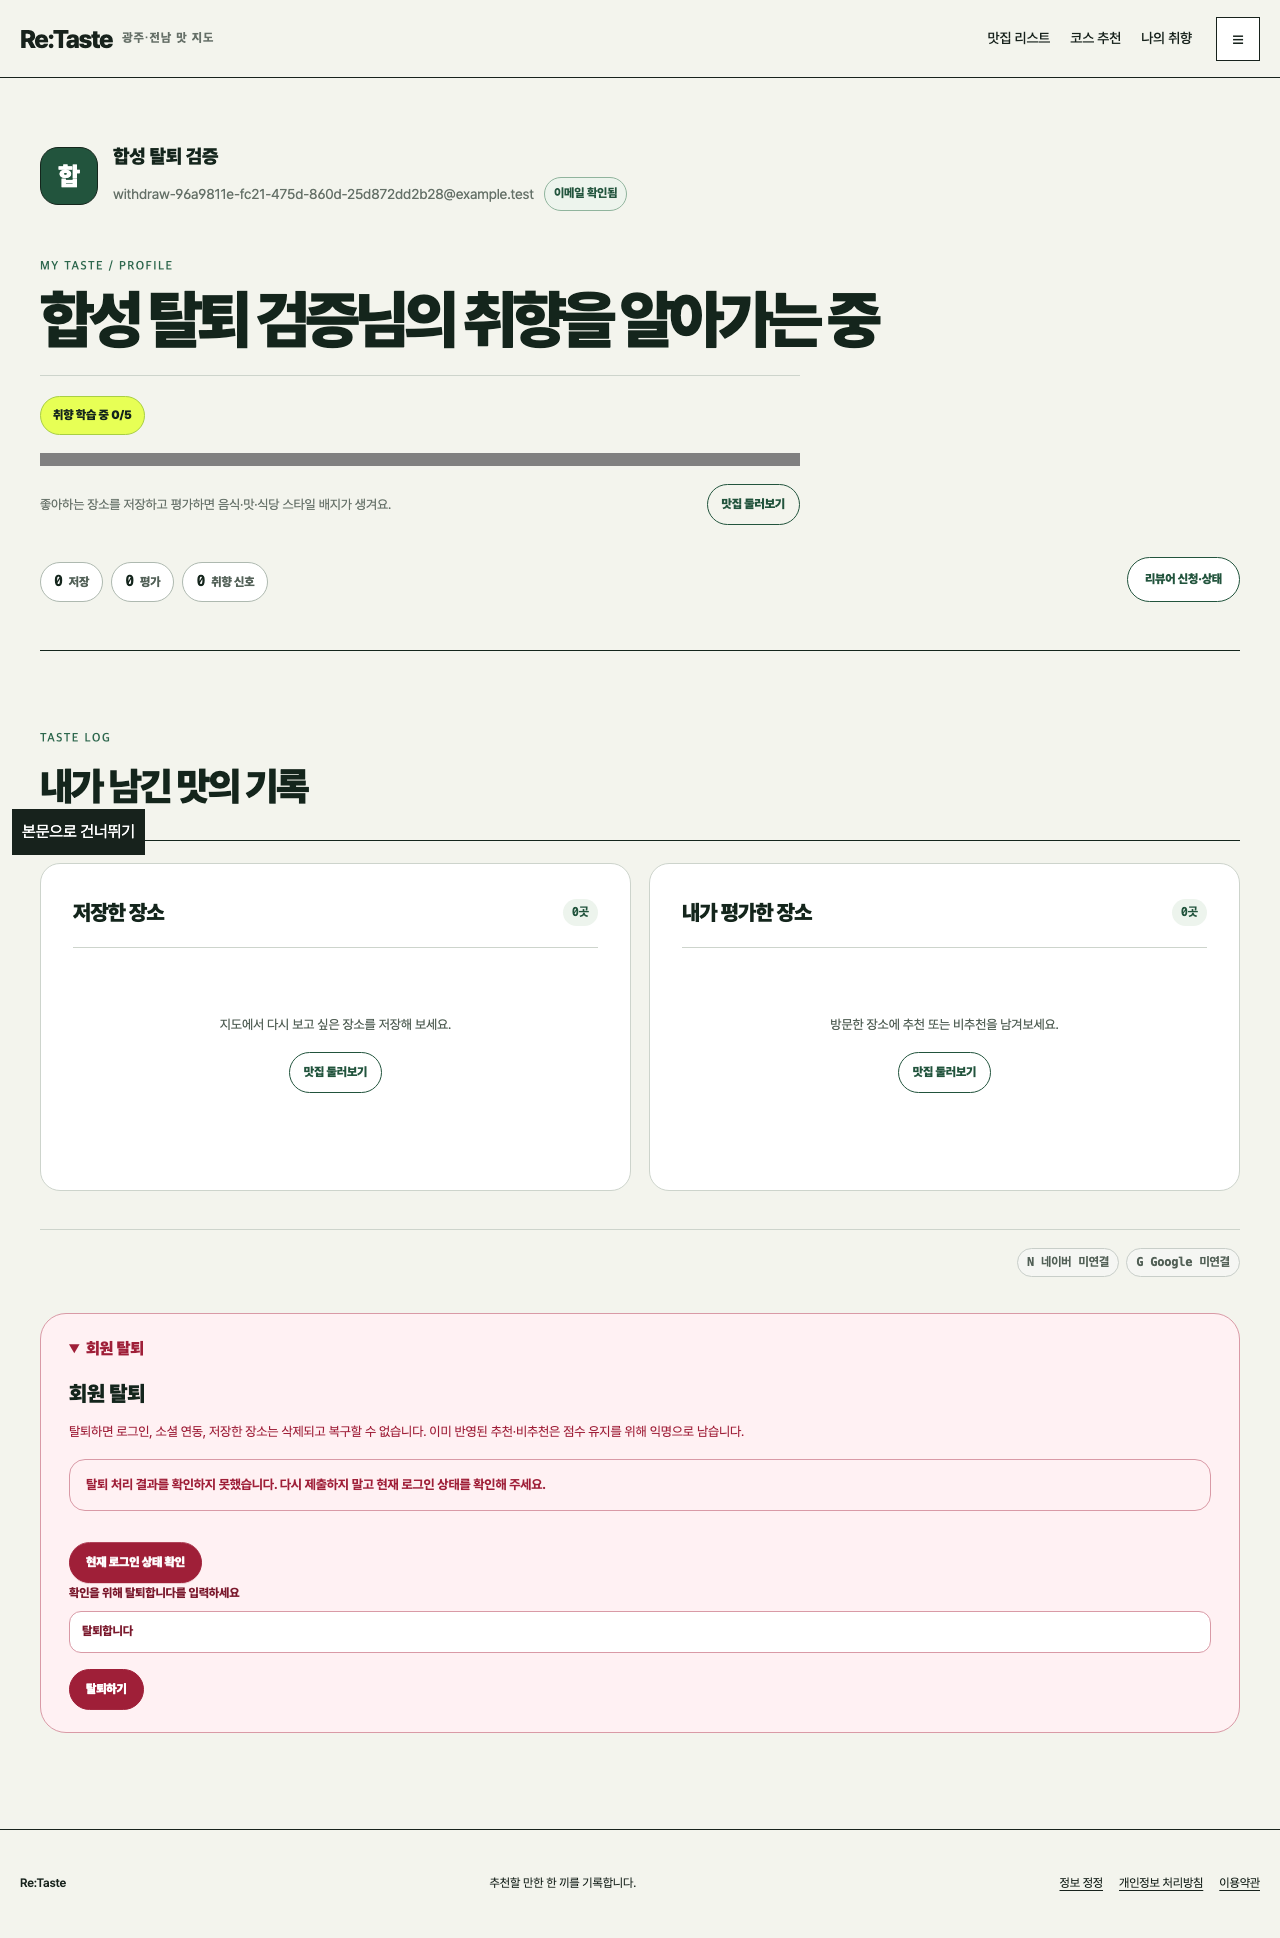 Re:Taste 광주·전남 맛 지도
맛집 리스트 코스 추천 나의 취향
합
합성 탈퇴 검증
withdraw-96a9811e-fc21-475d-860d-25d872dd2b28@example.test 이메일 확인됨
MY TASTE / PROFILE
합성 탈퇴 검증님의 취향을 알아가는 중
취향 학습 중 0/5
좋아하는 장소를 저장하고 평가하면 음식·맛·식당 스타일 배지가 생겨요.
맛집 둘러보기
0 저장
0 평가
0 취향 신호
리뷰어 신청·상태
TASTE LOG
내가 남긴 맛의 기록
본문으로 건너뛰기
저장한 장소 0곳
지도에서 다시 보고 싶은 장소를 저장해 보세요.
맛집 둘러보기
내가 평가한 장소 0곳
방문한 장소에 추천 또는 비추천을 남겨보세요.
맛집 둘러보기
N 네이버 미연결
G Google 미연결
▼ 회원 탈퇴
회원 탈퇴
탈퇴하면 로그인, 소셜 연동, 저장한 장소는 삭제되고 복구할 수 없습니다. 이미 반영된 추천·비추천은 점수 유지를 위해 익명으로 남습니다.
탈퇴 처리 결과를 확인하지 못했습니다. 다시 제출하지 말고 현재 로그인 상태를 확인해 주세요.
현재 로그인 상태 확인
확인을 위해 탈퇴합니다를 입력하세요
탈퇴합니다
탈퇴하기
Re:Taste
추천할 만한 한 끼를 기록합니다.
정보 정정 개인정보 처리방침 이용약관